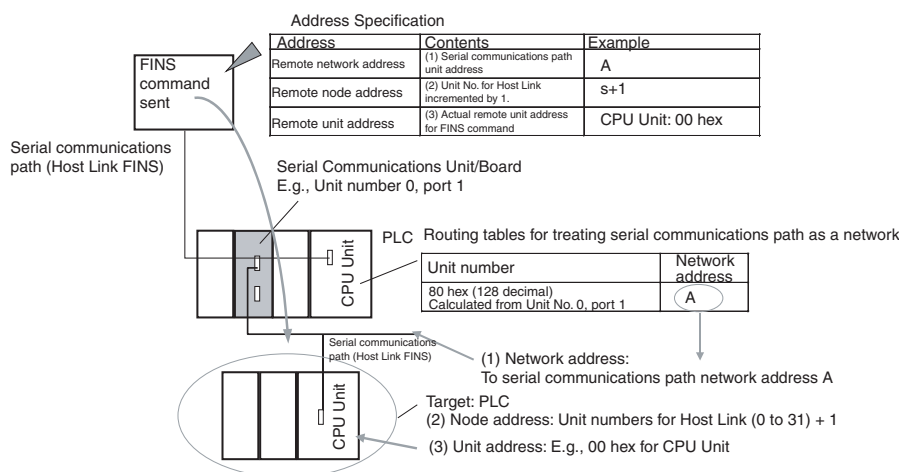 Address Specification
Address Contents Example
Remote network address (1) Serial communications path unit address A
Remote node address (2) Unit No. for Host Link incremented by 1. s+1
Remote unit address (3) Actual remote unit address for FINS command CPU Unit: 00 hex
FINS
command
sent
Serial communications
path (Host Link FINS)
Serial Communications Unit/Board
E.g., Unit number 0, port 1
CPU Unit
PLC
Routing tables for treating serial communications path as a network
Unit number Network address
80 hex (128 decimal)
Calculated from Unit No. 0, port 1 A
Serial communications
path (Host Link FINS)
(1) Network address:
To serial communications path network address A
CPU Unit
Target: PLC
(2) Node address: Unit numbers for Host Link (0 to 31) + 1
(3) Unit address: E.g., 00 hex for CPU Unit